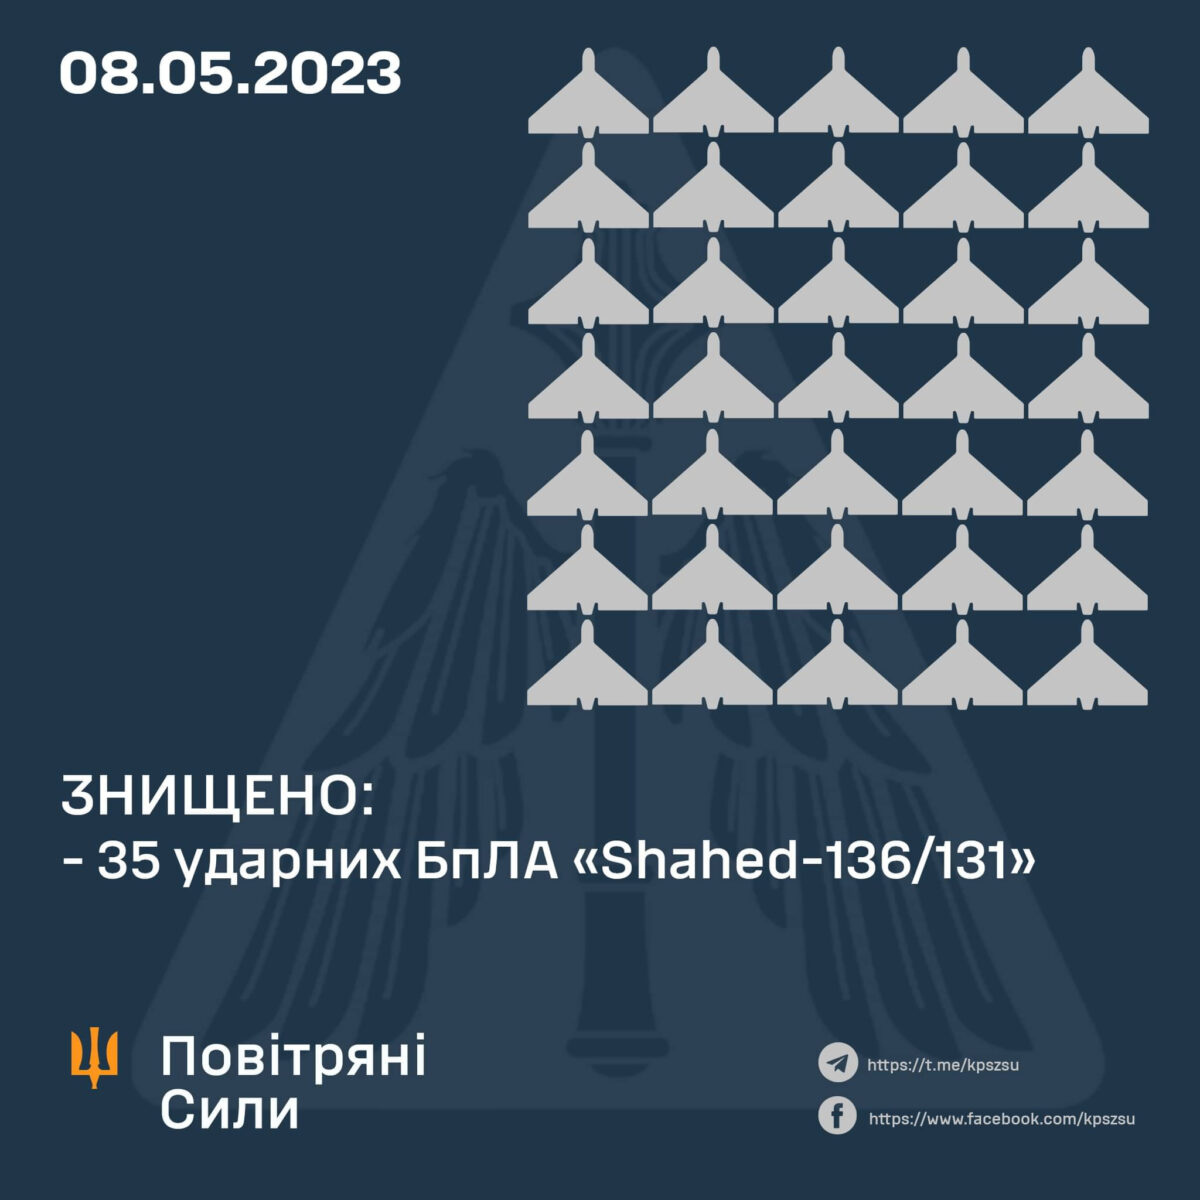 08.05.2023
ЗНИЩЕНО:
- 35 ударних БпЛА «Shahed-136/131»
Повітряні
Сили
https://t.me/kpszsu
https://www.facebook.com/kpszsu